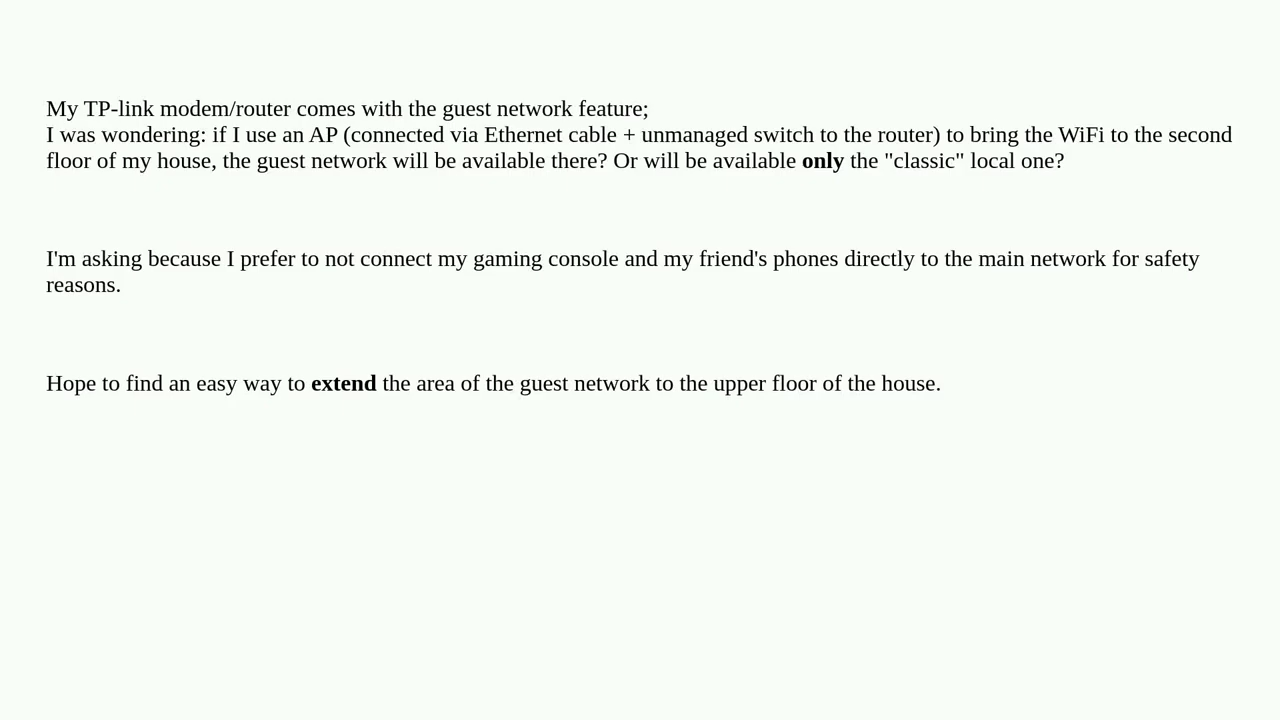 My TP-link modem/router comes with the guest network feature;
I was wondering: if I use an AP (connected via Ethernet cable + unmanaged switch to the router) to bring the WiFi to the second
floor of my house, the guest network will be available there? Or will be available only the "classic" local one?
I'm asking because I prefer to not connect my gaming console and my friend's phones directly to the main network for safety
reasons.
Hope to find an easy way to extend the area of the guest network to the upper floor of the house.